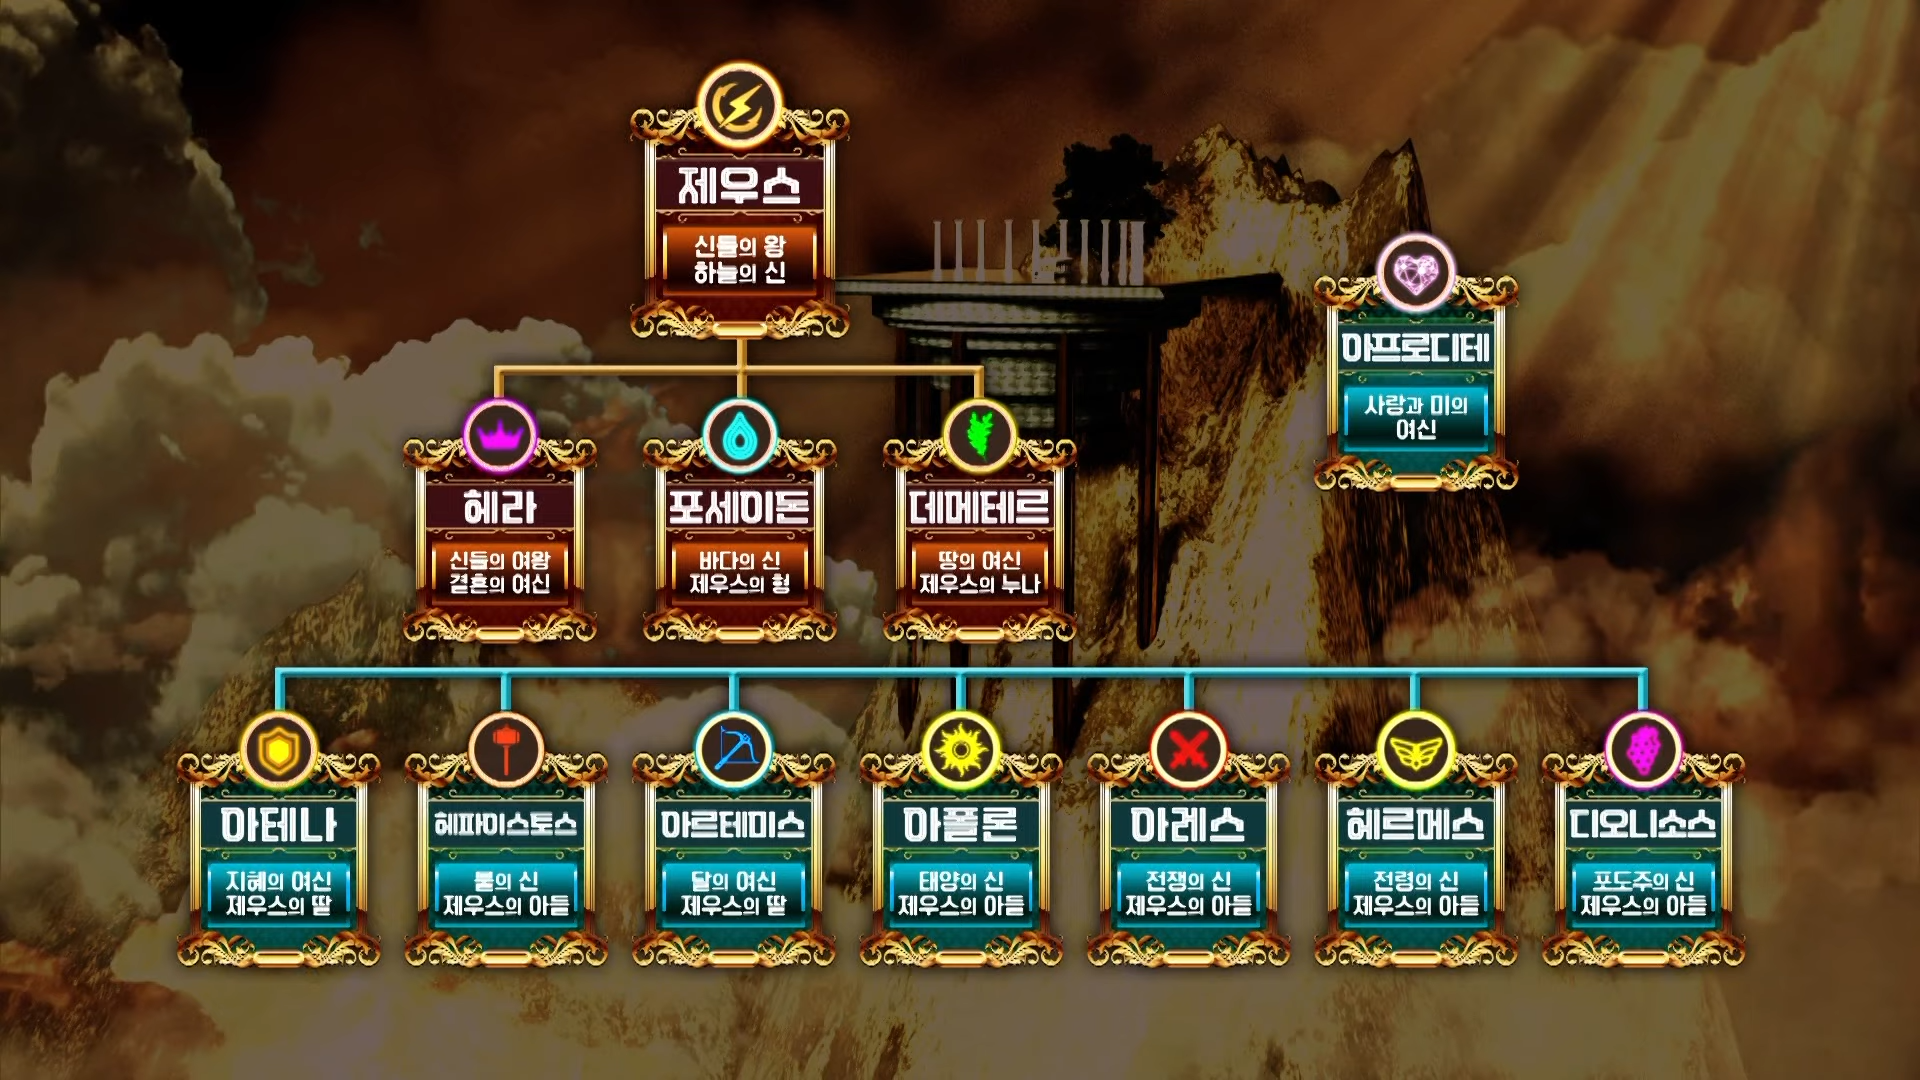 제우스
신들의 왕
하늘의 신
아프로디테
사랑과 미의
여신
헤라
신들의 여왕
결혼의 여신
포세이돈
바다의 신
제우스의 형
데메테르
땅의 여신
제우스의 누나
아테나
지혜의 여신
제우스의 딸
헤파이스토스
불의 신
제우스의 아들
아르테미스
달의 여신
제우스의 딸
아폴론
태양의 신
제우스의 아들
아레스
전쟁의 신
제우스의 아들
헤르메스
전령의 신
제우스의 아들
디오니소스
포도주의 신
제우스의 아들